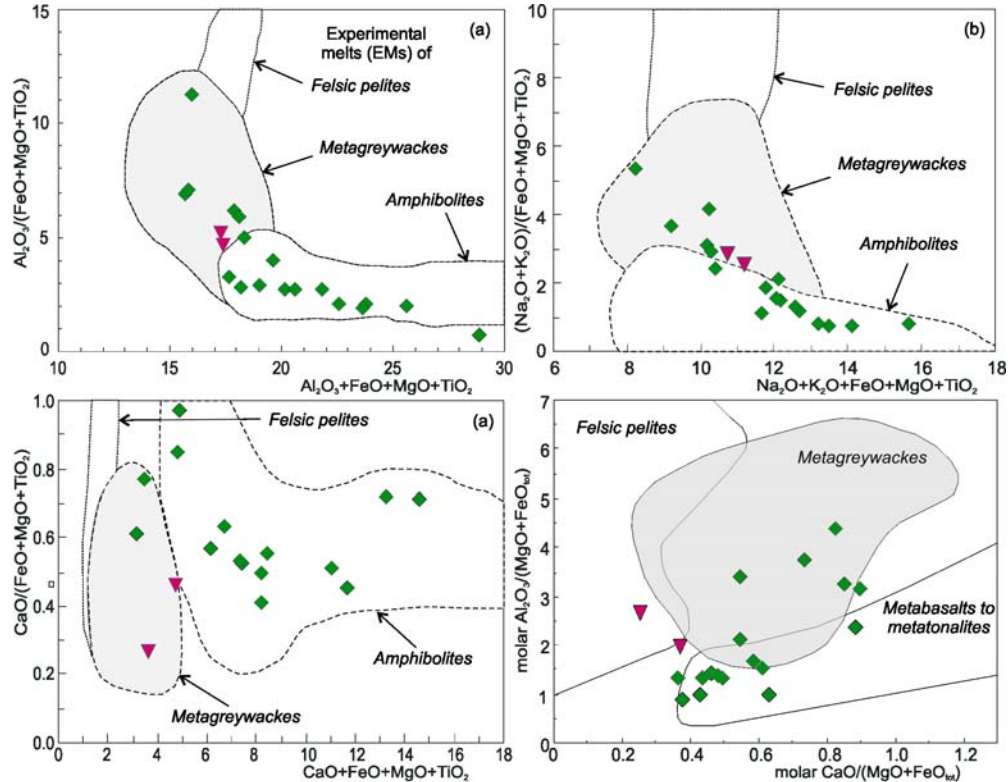 15
10
5
0
Al₂O₃/(FeO+MgO+TiO₂)
(a)
Experimental
melts (EMs) of
Felsic pelites
Metagreywackes
Amphibolites
10 15 20 25 30
Al₂O₃+FeO+MgO+TiO₂
10
8
6
4
2
0
(Na₂O+K₂O)/(FeO+MgO+TiO₂)
(b)
Felsic pelites
Metagreywackes
Amphibolites
6 8 10 12 14 16 18
Na₂O+K₂O+FeO+MgO+TiO₂
1.0
0.8
0.6
0.4
0.2
0.0
CaO/(FeO+MgO+TiO₂)
(a)
Felsic pelites
Amphibolites
Metagreywackes
0 2 4 6 8 10 12 14 16 18
CaO+FeO+MgO+TiO₂
7
6
5
4
3
2
1
0
molar Al₂O₃/(MgO+FeOtot)
Felsic pelites
Metagreywackes
Metabasalts to
metatonalites
0.0 0.2 0.4 0.6 0.8 1.0 1.2
molar CaO/(MgO+FeOtot)